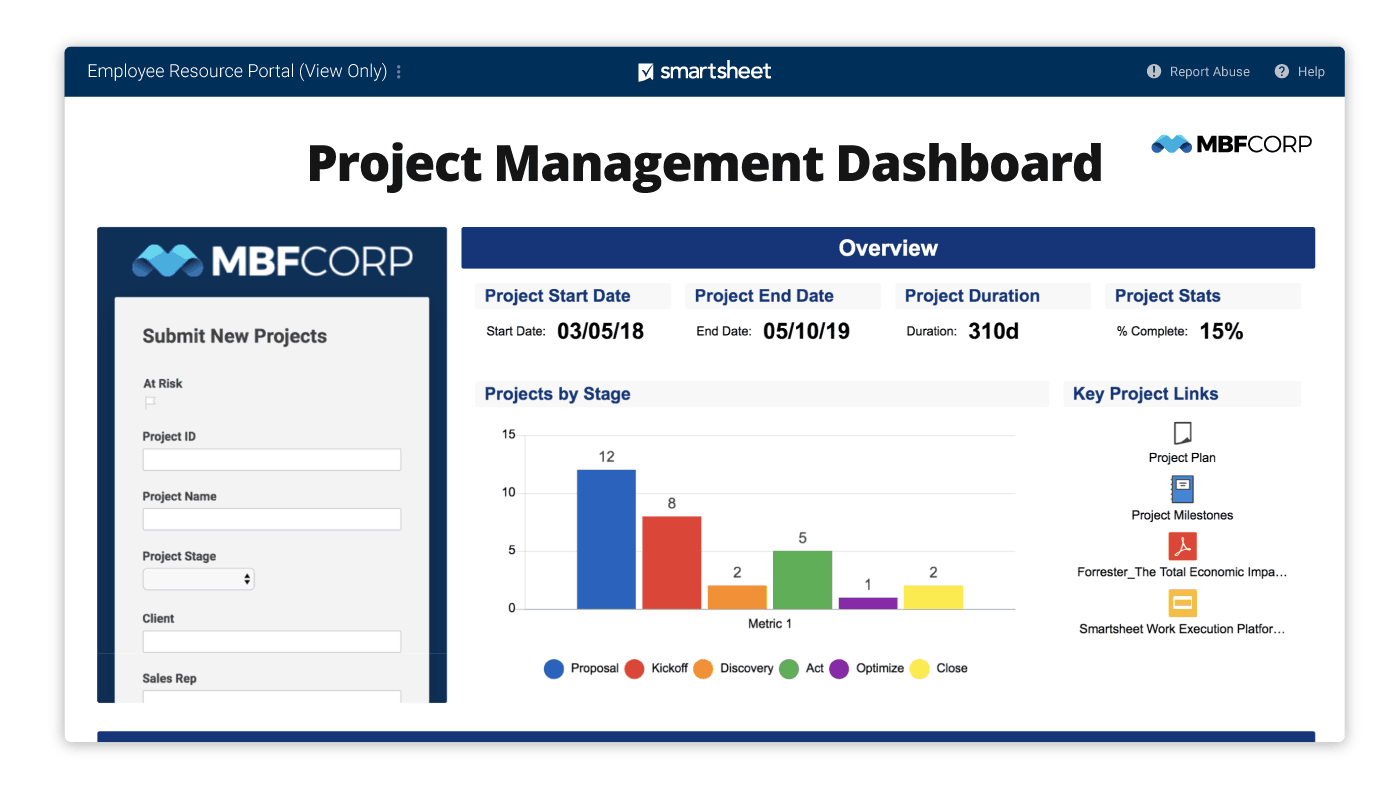 Employee Resource Portal (View Only)
smartsheet
Report Abuse
Help
Project Management Dashboard
MBFCORP
MBFCORP
Submit New Projects
At Risk
Project ID
Project Name
Project Stage
Client
Sales Rep
Overview
Project Start Date
Start Date: 03/05/18
Project End Date
End Date: 05/10/19
Project Duration
Duration: 310d
Project Stats
% Complete: 15%
Projects by Stage
15
10
5
0
12
8
2
5
1
2
Metric 1
Proposal Kickoff Discovery Act Optimize Close
Key Project Links
Project Plan
Project Milestones
Forrester_The Total Economic Impa...
Smartsheet Work Execution Platfor...